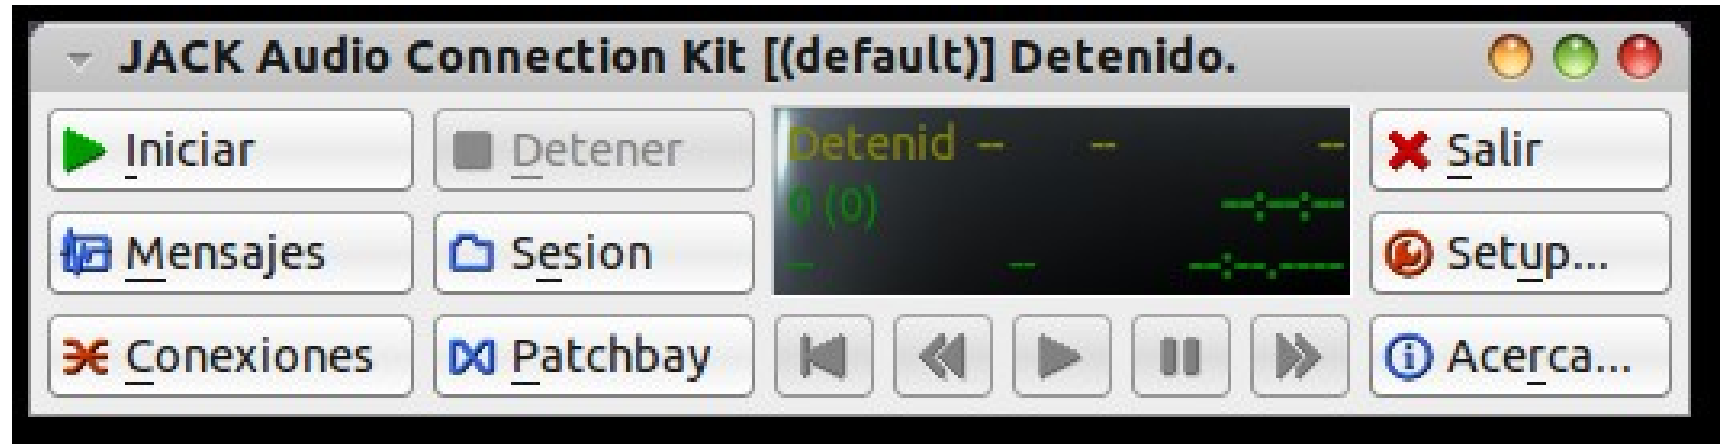 JACK Audio Connection Kit [(default)] Detenido.
Iniciar
Detener
Detenid -- -- --
Salir
0 (0) --:--:--
Mensajes
Sesion
-- -- --:--.----
Setup...
Conexiones
Patchbay
Acerca...